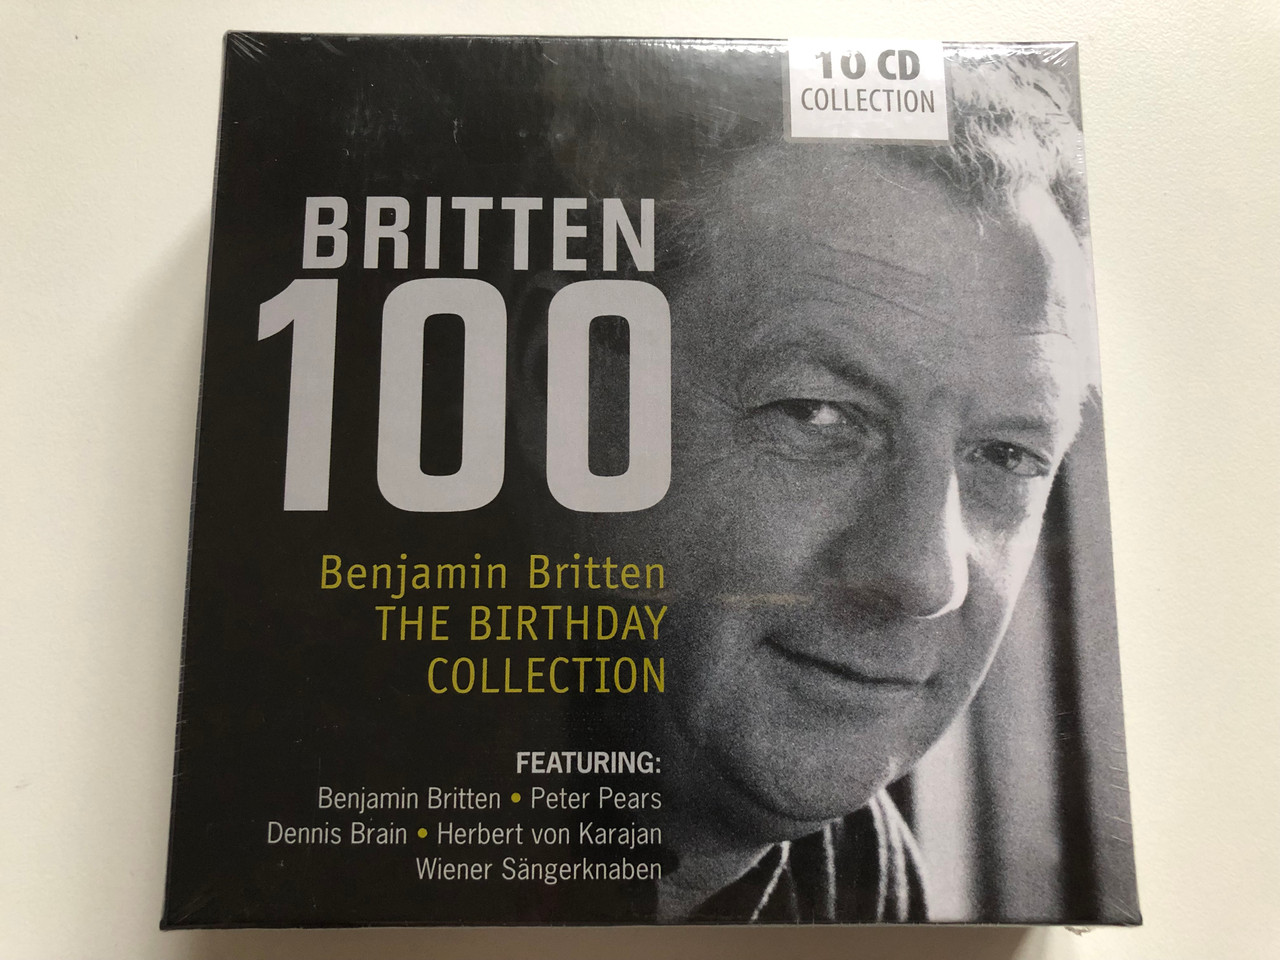 10 CD
COLLECTION
BRITTEN
100
Benjamin Britten
THE BIRTHDAY
COLLECTION
FEATURING:
Benjamin Britten • Peter Pears
Dennis Brain • Herbert von Karajan
Wiener Sängerknaben